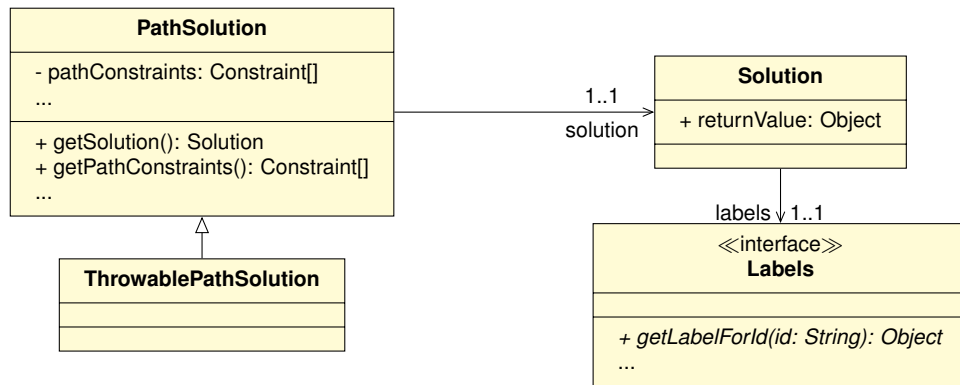 PathSolution
- pathConstraints: Constraint[]
...
+ getSolution(): Solution
+ getPathConstraints(): Constraint[]
...
1..1
solution
Solution
+ returnValue: Object
labels 1..1
ThrowablePathSolution
≪interface≫
Labels
+ getLabelForId(id: String): Object
...